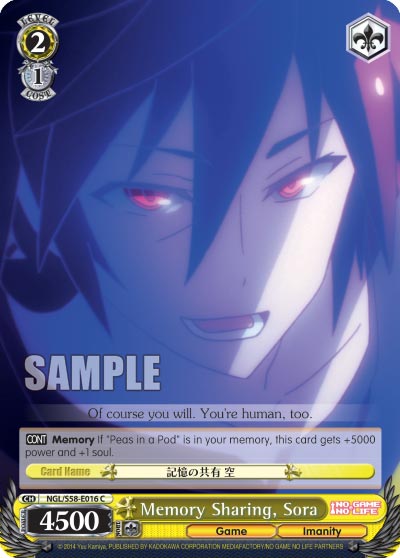 LEVEL
2
1
COST
SAMPLE
Of course you will. You're human, too.
CONT Memory If "Peas in a Pod" is in your memory, this card gets +5000
power and +1 soul.
Card Name 記憶の共有 空
CH NGL/S58-E016 C
POWER 4500
Memory Sharing, Sora
NO GAME
NO LIFE
Game Imanity
© 2014 Yuu Kamiya, PUBLISHED BY KADOKAWA CORPORATION MEDIAFACTORY/NO GAME NO LIFE PARTNERS